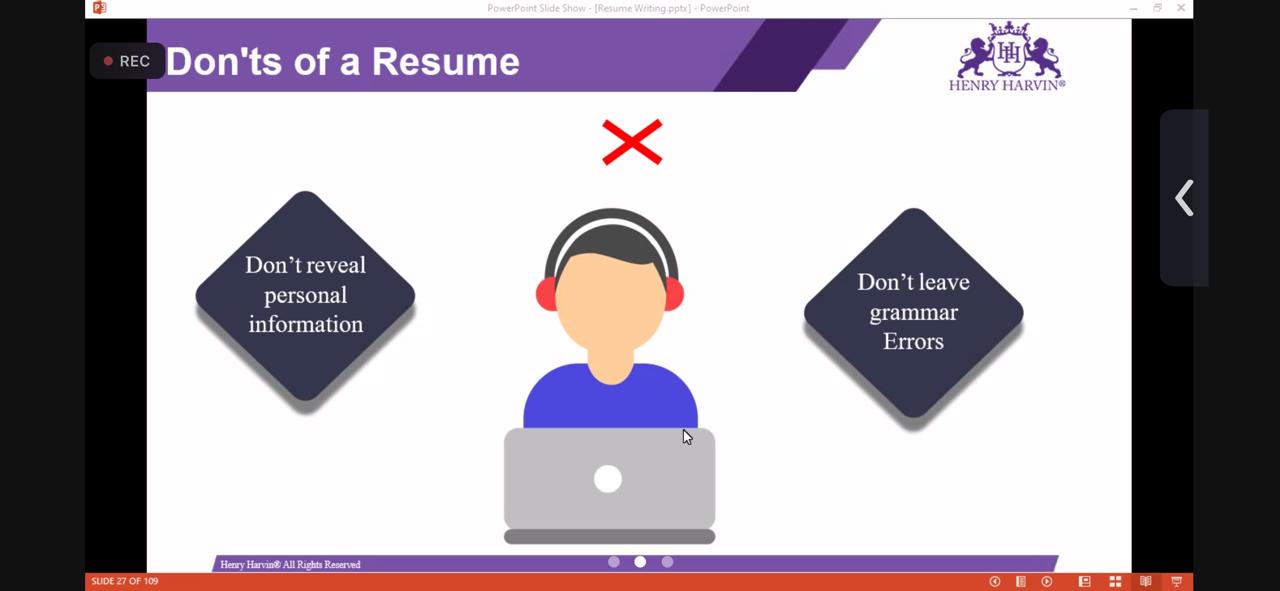 PowerPoint Slide Show - [Resume Writing.pptx] - PowerPoint
REC
Don'ts of a Resume
HENRY HARVIN®
Don't reveal
personal
information
Don't leave
grammar
Errors
Henry Harvin® All Rights Reserved
SLIDE 27 OF 109